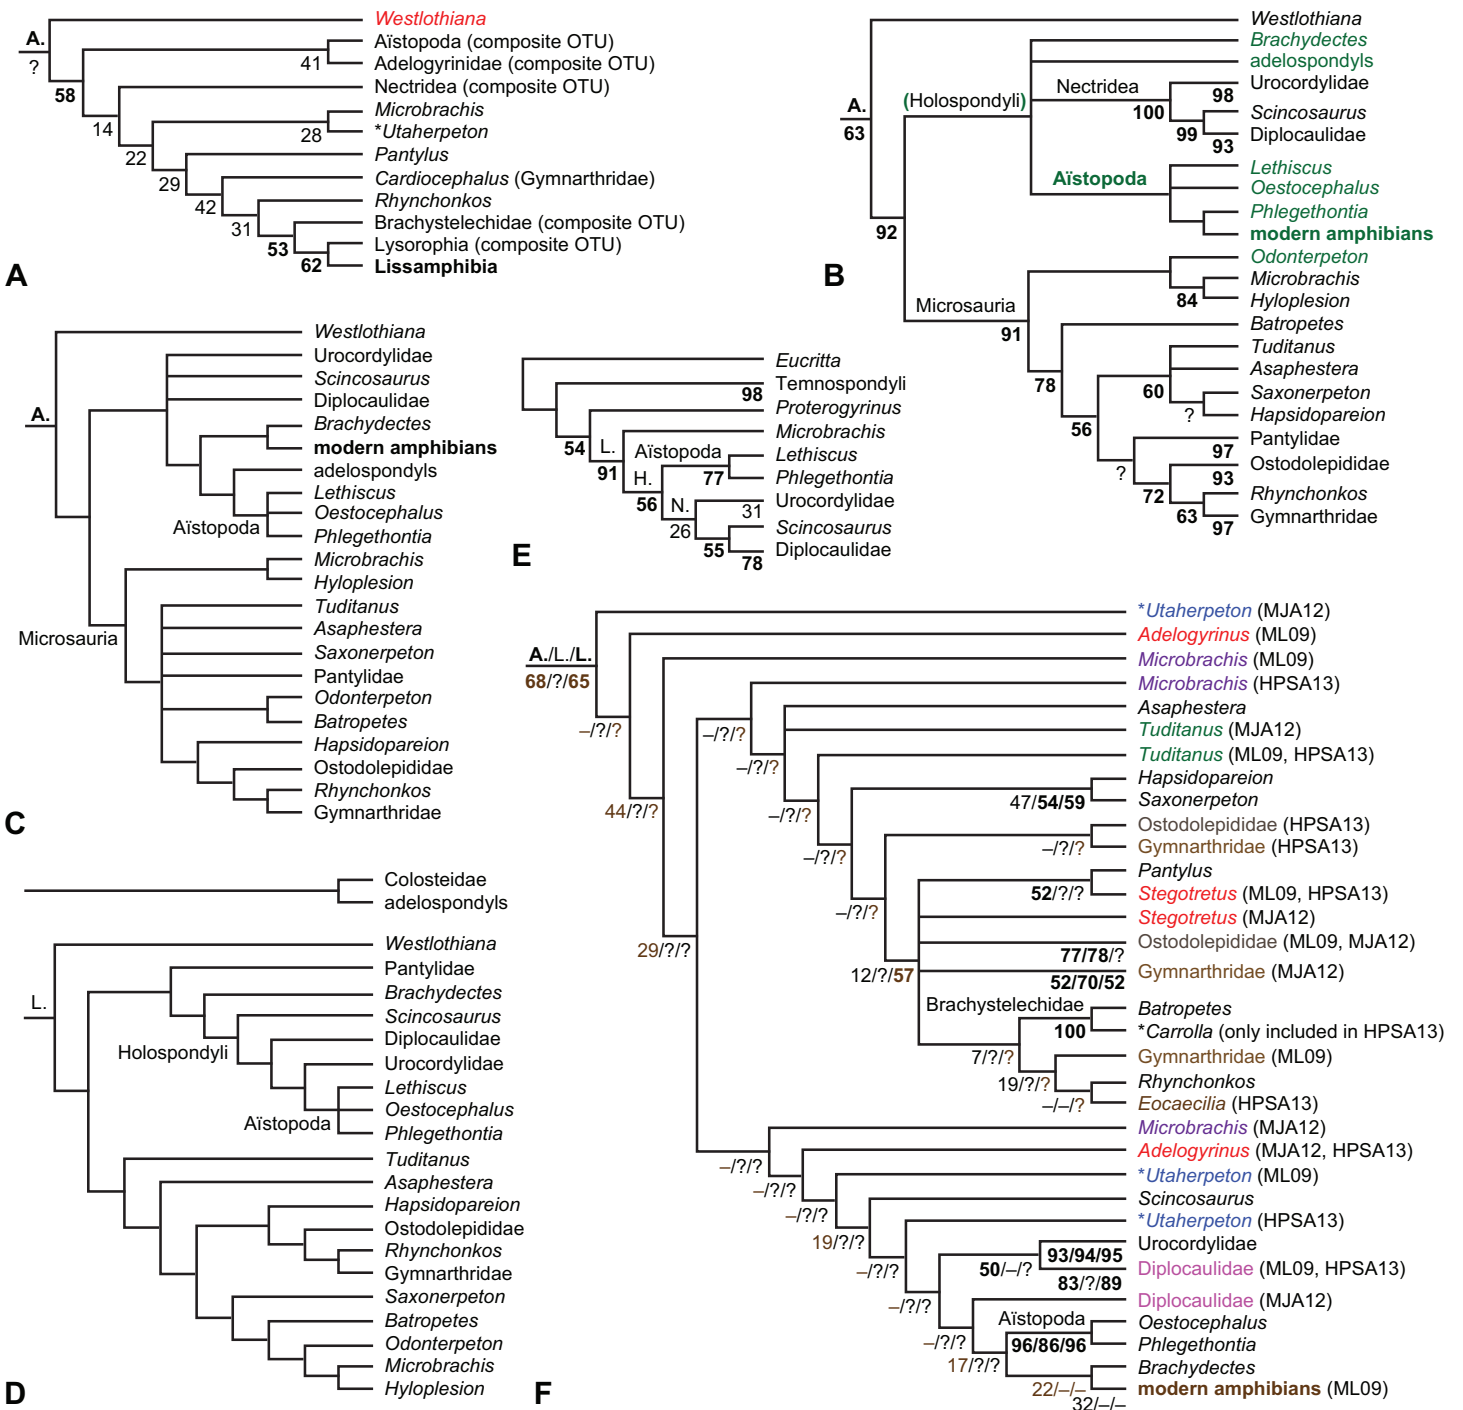 Westlothiana
A.
?
Aïstopoda (composite OTU)
41
Adelogyrinidae (composite OTU)
58
Nectridea (composite OTU)
14
Microbrachis
28
*Utaherpeton
22
Pantylus
29
Cardiocephalus (Gymnarthridae)
42
Rhynchonkos
31
Brachystelechidae (composite OTU)
53
Lysorophia (composite OTU)
62
Lissamphibia
A
Westlothiana
Brachydectes
adelospondyls
A.
63
(Holospondyli)
Nectridea
100
Urocordylidae
98
Scincosaurus
99
Diplocaulidae
93
Aïstopoda
Lethiscus
Oestocephalus
Phlegethontia
modern amphibians
92
B
Odonterpeton
Microbrachis
84
Hyloplesion
Microsauria
91
Batropetes
78
Tuditanus
60
Asaphestera
Saxonerpeton
?
Hapsidopareion
56
Pantylidae
97
?
Ostodolepididae
93
72
Rhynchonkos
63
Gymnarthridae
97
Westlothiana
Urocordylidae
Scincosaurus
Diplocaulidae
A.
Brachydectes
modern amphibians
adelospondyls
Lethiscus
Oestocephalus
Aïstopoda
Phlegethontia
Microbrachis
Hyloplesion
Tuditanus
Asaphestera
Microsauria
Saxonerpeton
Pantylidae
Odonterpeton
Batropetes
Hapsidopareion
Ostodolepididae
Rhynchonkos
Gymnarthridae
C
Eucritta
Temnospondyli
98
Proterogyrinus
54
Microbrachis
L.
91
Aïstopoda
Lethiscus
77
Phlegethontia
H.
56
N.
26
Urocordylidae
31
Scincosaurus
55
Diplocaulidae
78
E
Colosteidae
adelospondyls
Westlothiana
Pantylidae
L.
Brachydectes
Scincosaurus
Diplocaulidae
Holospondyli
Urocordylidae
Lethiscus
Oestocephalus
Aïstopoda
Phlegethontia
Tuditanus
Asaphestera
Hapsidopareion
Ostodolepididae
Rhynchonkos
Gymnarthridae
Saxonerpeton
Batropetes
Odonterpeton
Microbrachis
Hyloplesion
D
*Utaherpeton (MJA12)
Adelogyrinus (ML09)
A./L./L.
68/?/65
Microbrachis (ML09)
Microbrachis (HPSA13)
–/?/?
–/?/?
Asaphestera
Tuditanus (MJA12)
–/?/?
Tuditanus (ML09, HPSA13)
Hapsidopareion
47/54/59
Saxonerpeton
44/?/?
–/?/?
Ostodolepididae (HPSA13)
–/?/?
Gymnarthridae (HPSA13)
–/?/?
Pantylus
52/?/?
Stegotretus (ML09, HPSA13)
–/?/?
Stegotretus (MJA12)
29/?/?
Ostodolepididae (ML09, MJA12)
77/78/?
12/?/57
Gymnarthridae (MJA12)
52/70/52
Brachystelechidae
Batropetes
100
*Carrolla (only included in HPSA13)
7/?/?
Gymnarthridae (ML09)
19/?/?
Rhynchonkos
–/–/?
Eocaecilia (HPSA13)
Microbrachis (MJA12)
–/?/?
Adelogyrinus (MJA12, HPSA13)
–/?/?
*Utaherpeton (ML09)
–/?/?
Scincosaurus
19/?/?
*Utaherpeton (HPSA13)
–/?/?
Urocordylidae
93/94/95
50/–/?
Diplocaulidae (ML09, HPSA13)
83/?/89
–/?/?
Diplocaulidae (MJA12)
–/?/?
Aïstopoda
Oestocephalus
96/86/96
Phlegethontia
17/?/?
Brachydectes
22/–/–
modern amphibians (ML09)
32/–/–
F